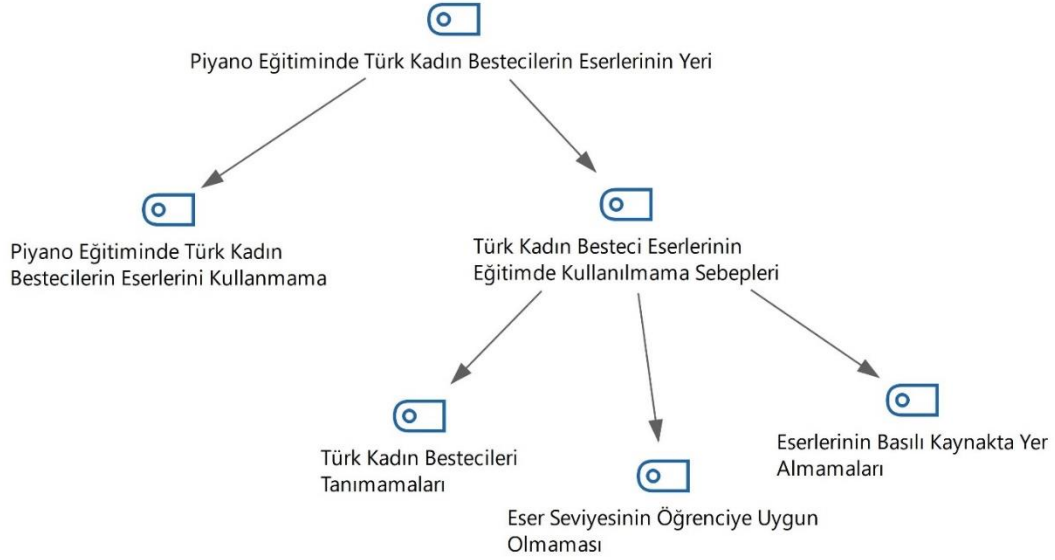 Piyano Eğitiminde Türk Kadın Bestecilerin Eserlerinin Yeri
Piyano Eğitiminde Türk Kadın
Bestecilerin Eserlerini Kullanmama
Türk Kadın Besteci Eserlerinin
Eğitimde Kullanılmama Sebepleri
Türk Kadın Bestecileri
Tanımamaları
Eser Seviyesinin Öğrenciye Uygun
Olmaması
Eserlerinin Basılı Kaynakta Yer
Almamaları